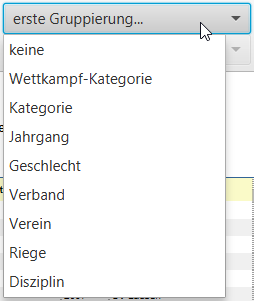 erste Gruppierung...
keine
Wettkampf-Kategorie
Kategorie
Jahrgang
Geschlecht
Verband
Verein
Riege
Disziplin